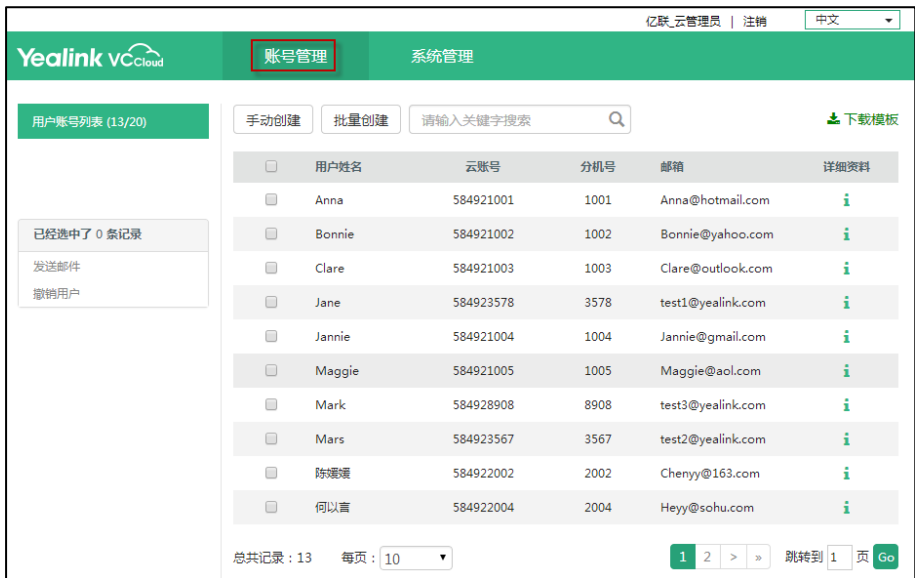 亿联_云管理员 | 注销 中文
Yealink VCCloud 账号管理 系统管理
用户账号列表 (13/20) 手动创建 批量创建 请输入关键字搜索 下载模板
用户姓名 云账号 分机号 邮箱 详细资料
Anna 584921001 1001 Anna@hotmail.com
已经选中了 0 条记录 Bonnie 584921002 1002 Bonnie@yahoo.com
发送邮件 Clare 584921003 1003 Clare@outlook.com
撤销用户 Jane 584923578 3578 test1@yealink.com
Jannie 584921004 1004 Jannie@gmail.com
Maggie 584921005 1005 Maggie@aol.com
Mark 584928908 8908 test3@yealink.com
Mars 584923567 3567 test2@yealink.com
陈媛媛 584922002 2002 Chenyy@163.com
何以言 584922004 2004 Heyy@sohu.com
总共记录：13 每页：10 1 2 > » 跳转到 1 页 Go